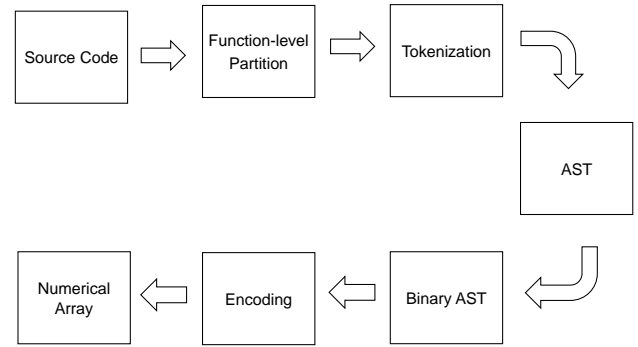 Source Code
Function-level
Partition
Tokenization
AST
Binary AST
Encoding
Numerical
Array